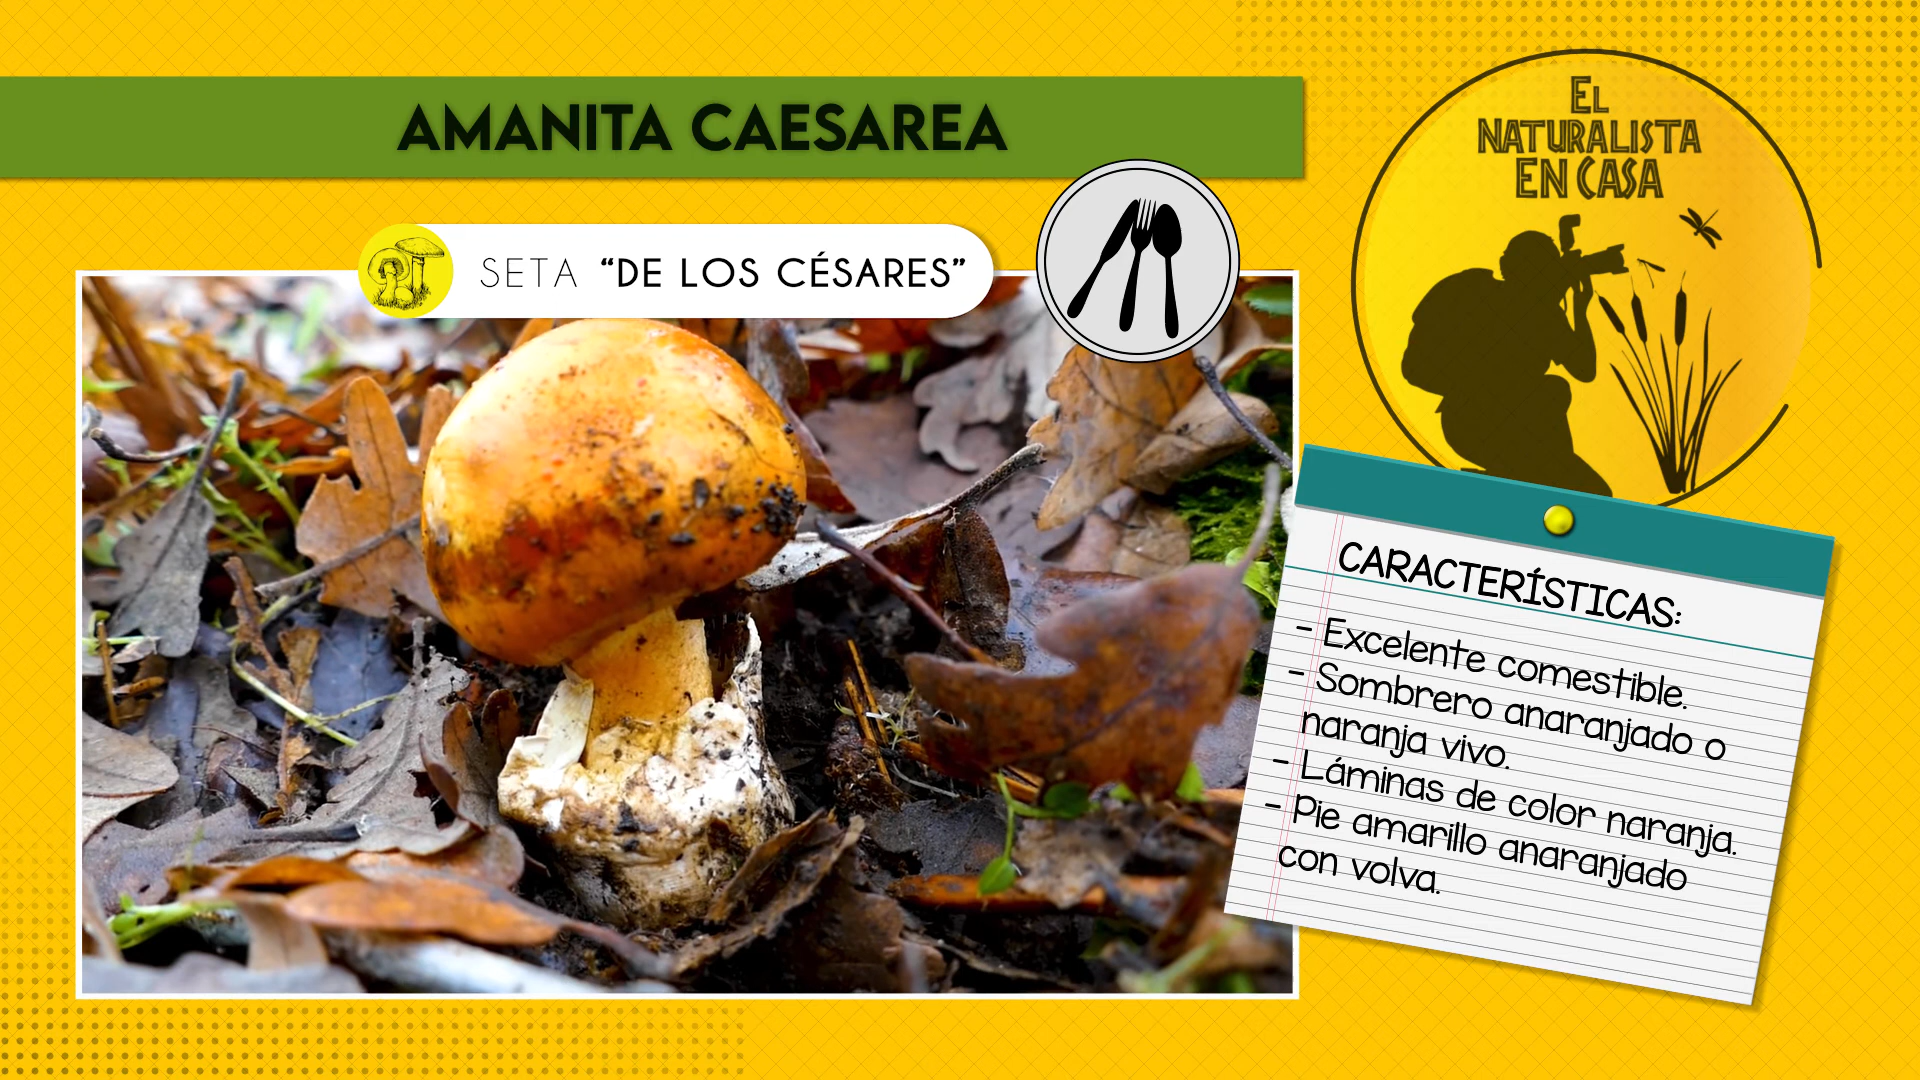 AMANITA CAESAREA
SETA “DE LOS CÉSARES”
EL
NATURALISTA
EN CASA
CARACTERÍSTICAS:
- Excelente comestible.
- Sombrero anaranjado o
naranja vivo.
- Láminas de color naranja.
- Pie amarillo anaranjado
con volva.